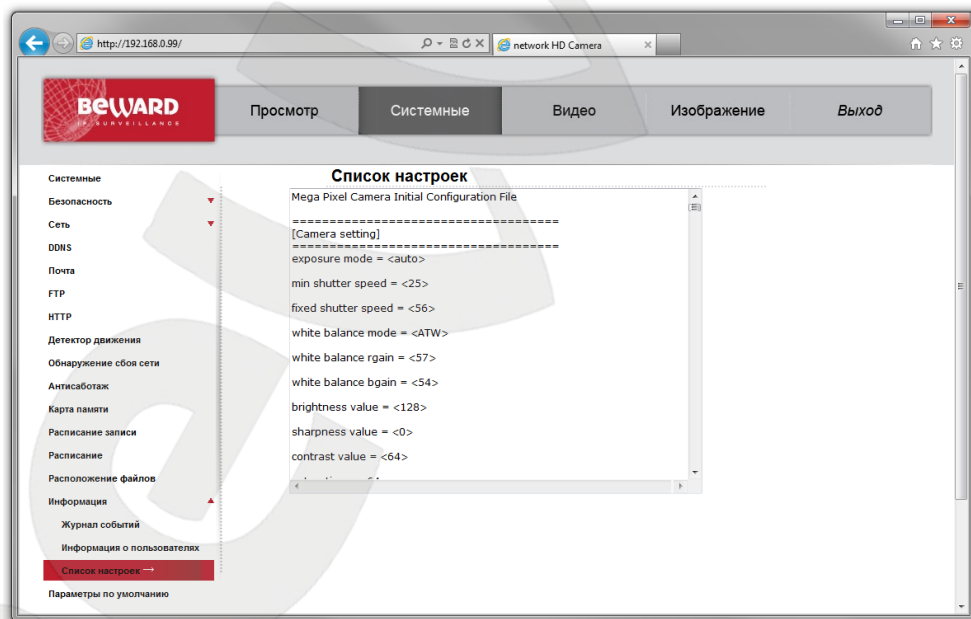 http://192.168.0.99/
network HD Camera
BEWARD
IP SURVEILLANCE
Просмотр
Системные
Видео
Изображение
Выход
Системные
Безопасность
Сеть
DDNS
Почта
FTP
HTTP
Детектор движения
Обнаружение сбоя сети
Антисаботаж
Карта памяти
Расписание записи
Расписание
Расположение файлов
Информация
Журнал событий
Информация о пользователях
Список настроек →
Параметры по умолчанию
Список настроек
Mega Pixel Camera Initial Configuration File
====================================
[Camera setting]
====================================
exposure mode = <auto>
min shutter speed = <25>
fixed shutter speed = <56>
white balance mode = <ATW>
white balance rgain = <57>
white balance bgain = <54>
brightness value = <128>
sharpness value = <0>
contrast value = <64>